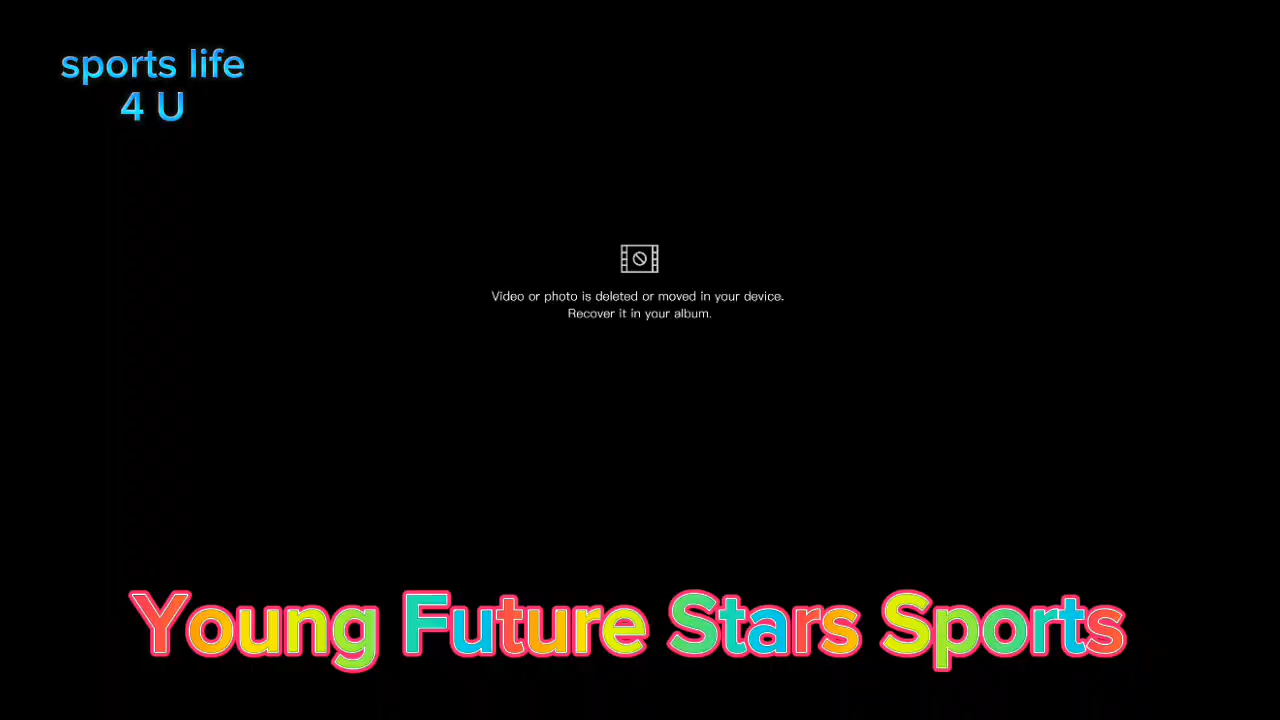 sports life
4 U
Video or photo is deleted or moved in your device.
Recover it in your album.
Young Future Stars Sports